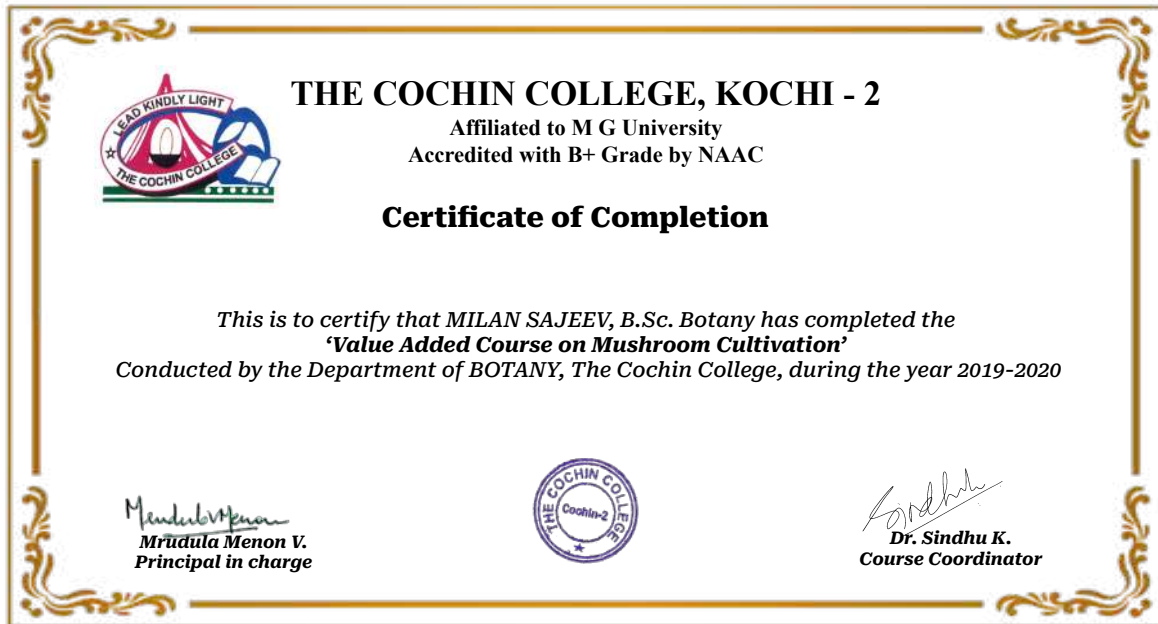 LEAD KINDLY LIGHT
THE COCHIN COLLEGE
THE COCHIN COLLEGE, KOCHI - 2
Affiliated to M G University
Accredited with B+ Grade by NAAC
Certificate of Completion
This is to certify that MILAN SAJEEV, B.Sc. Botany has completed the
‘Value Added Course on Mushroom Cultivation’
Conducted by the Department of BOTANY, The Cochin College, during the year 2019-2020
THE COCHIN COLLEGE
Cochin-2
Sindhu
Mrudula Menon V.
Principal in charge
Dr. Sindhu K.
Course Coordinator